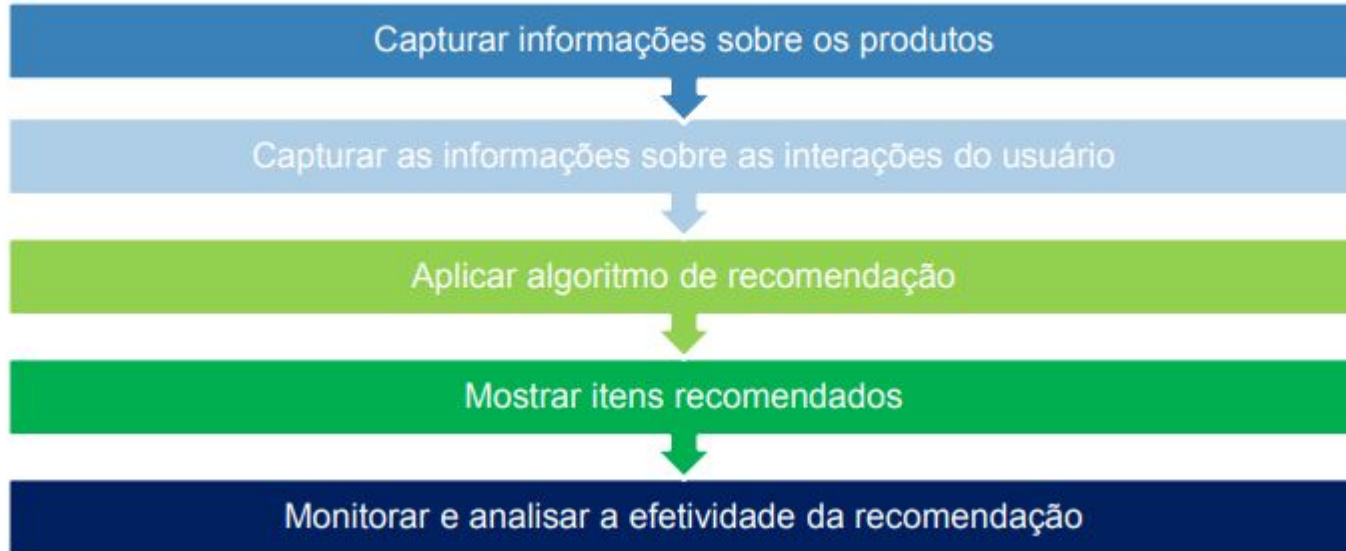 Capturar informações sobre os produtos
Capturar as informações sobre as interações do usuário
Aplicar algoritmo de recomendação
Mostrar itens recomendados
Monitorar e analisar a efetividade da recomendação